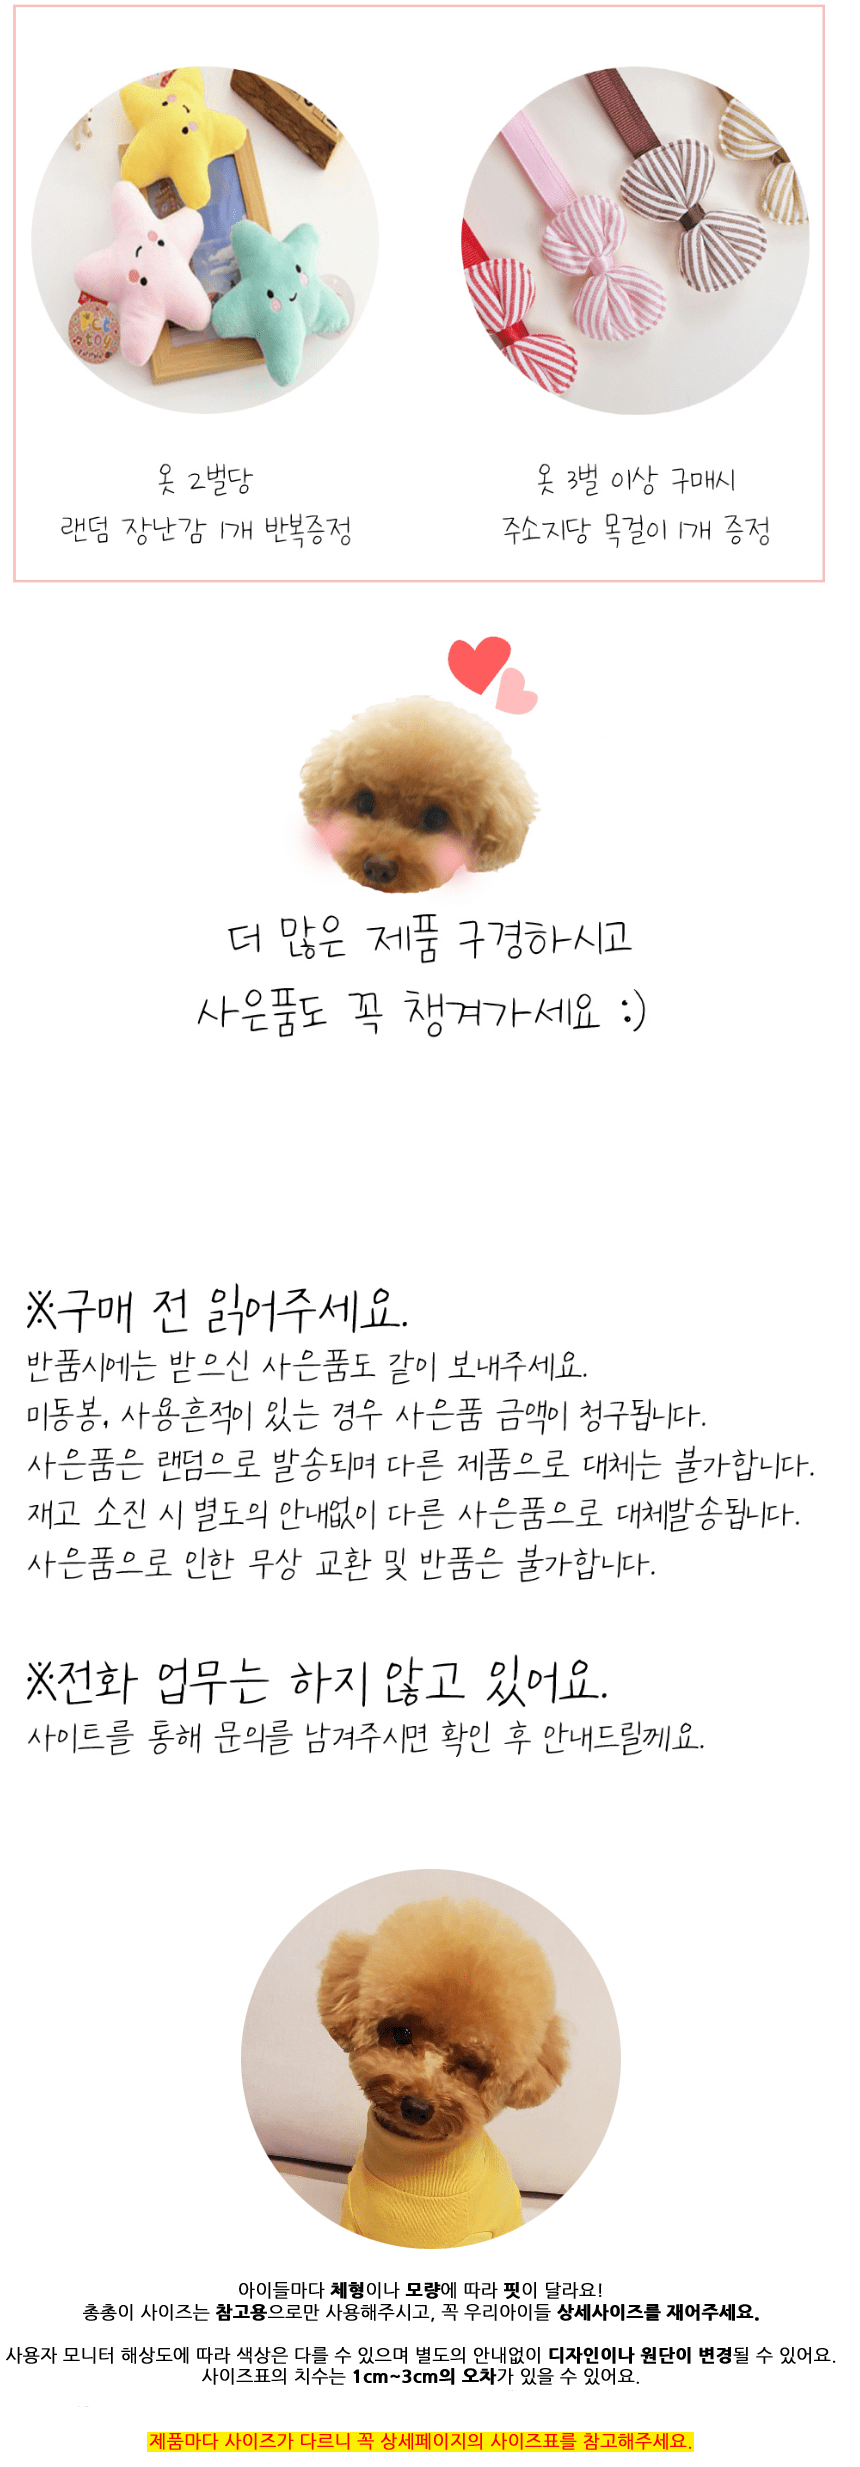 Pet
toy
옷 2벌당
랜덤 장난감 1개 반복증정
옷 3벌 이상 구매시
주소지당 목걸이 1개 증정
더 많은 제품 구경하시고
사은품도 꼭 챙겨가세요 :)
※구매 전 읽어주세요.
반품시에는 받으신 사은품도 같이 보내주세요.
미동봉, 사용흔적이 있는 경우 사은품 금액이 청구됩니다.
사은품은 랜덤으로 발송되며 다른 제품으로 대체는 불가합니다.
재고 소진 시 별도의 안내없이 다른 사은품으로 대체발송됩니다.
사은품으로 인한 무상 교환 및 반품은 불가합니다.
※전화 업무는 하지 않고 있어요.
사이트를 통해 문의를 남겨주시면 확인 후 안내드릴께요.
아이들마다 체형이나 모량에 따라 핏이 달라요!
총총이 사이즈는 참고용으로만 사용해주시고, 꼭 우리아이들 상세사이즈를 재어주세요.
사용자 모니터 해상도에 따라 색상은 다를 수 있으며 별도의 안내없이 디자인이나 원단이 변경될 수 있어요.
사이즈표의 치수는 1cm~3cm의 오차가 있을 수 있어요.
제품마다 사이즈가 다르니 꼭 상세페이지의 사이즈표를 참고해주세요.